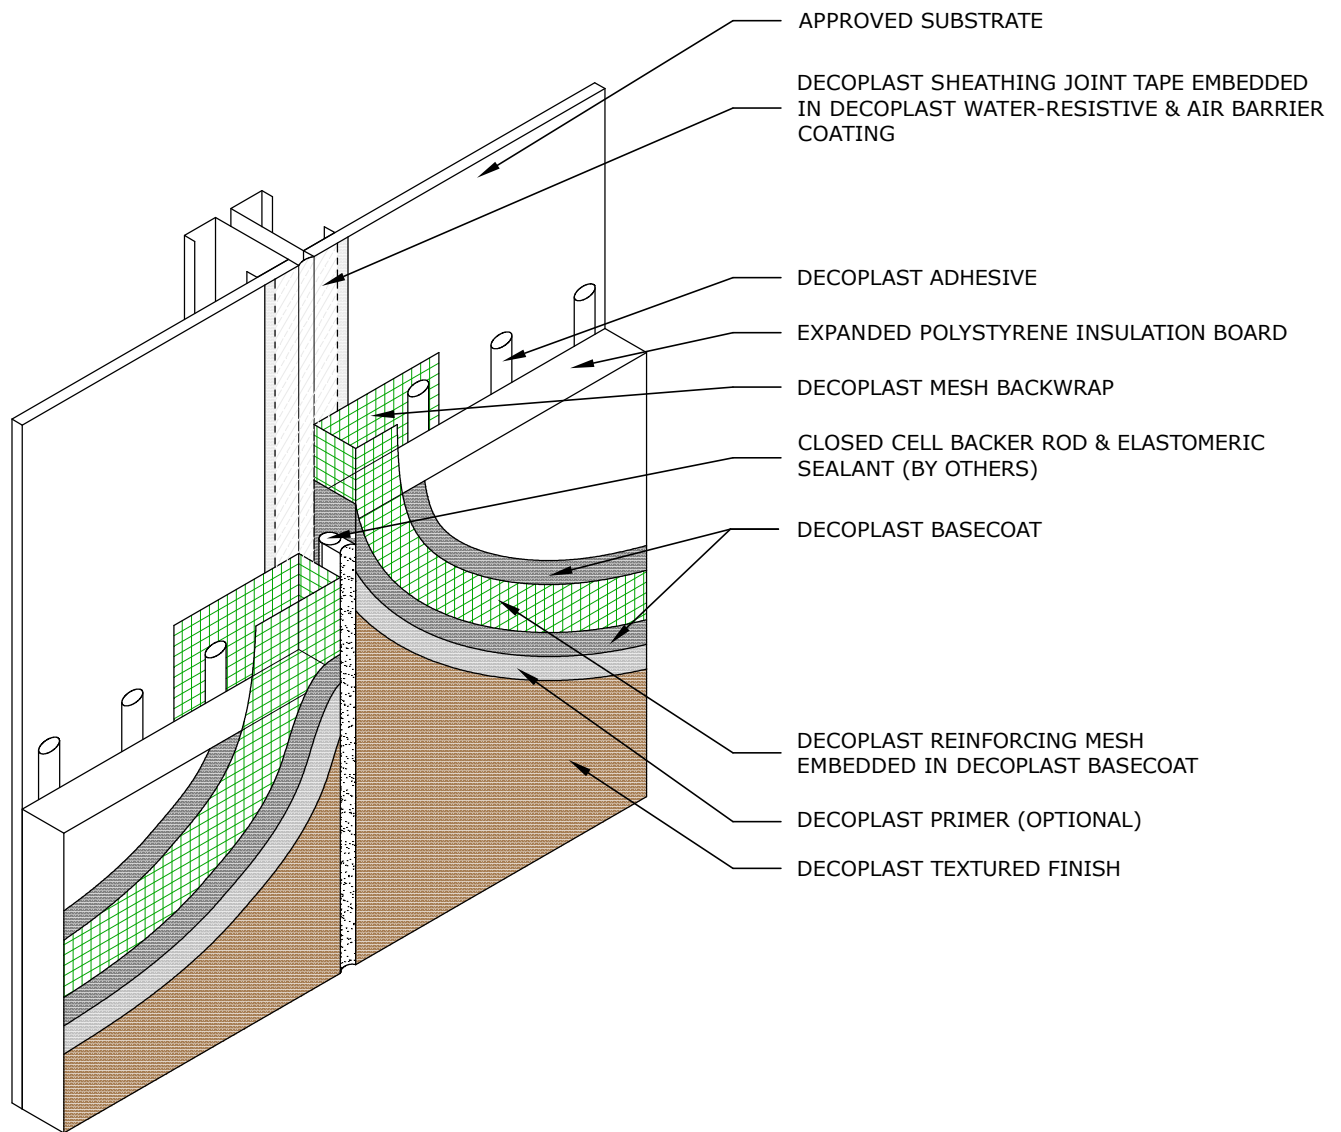 APPROVED SUBSTRATE
DECOPLAST SHEATHING JOINT TAPE EMBEDDED
IN DECOPLAST WATER-RESISTIVE & AIR BARRIER
COATING
DECOPLAST ADHESIVE
EXPANDED POLYSTYRENE INSULATION BOARD
DECOPLAST MESH BACKWRAP
CLOSED CELL BACKER ROD & ELASTOMERIC
SEALANT (BY OTHERS)
DECOPLAST BASECOAT
DECOPLAST REINFORCING MESH
EMBEDDED IN DECOPLAST BASECOAT
DECOPLAST PRIMER (OPTIONAL)
DECOPLAST TEXTURED FINISH